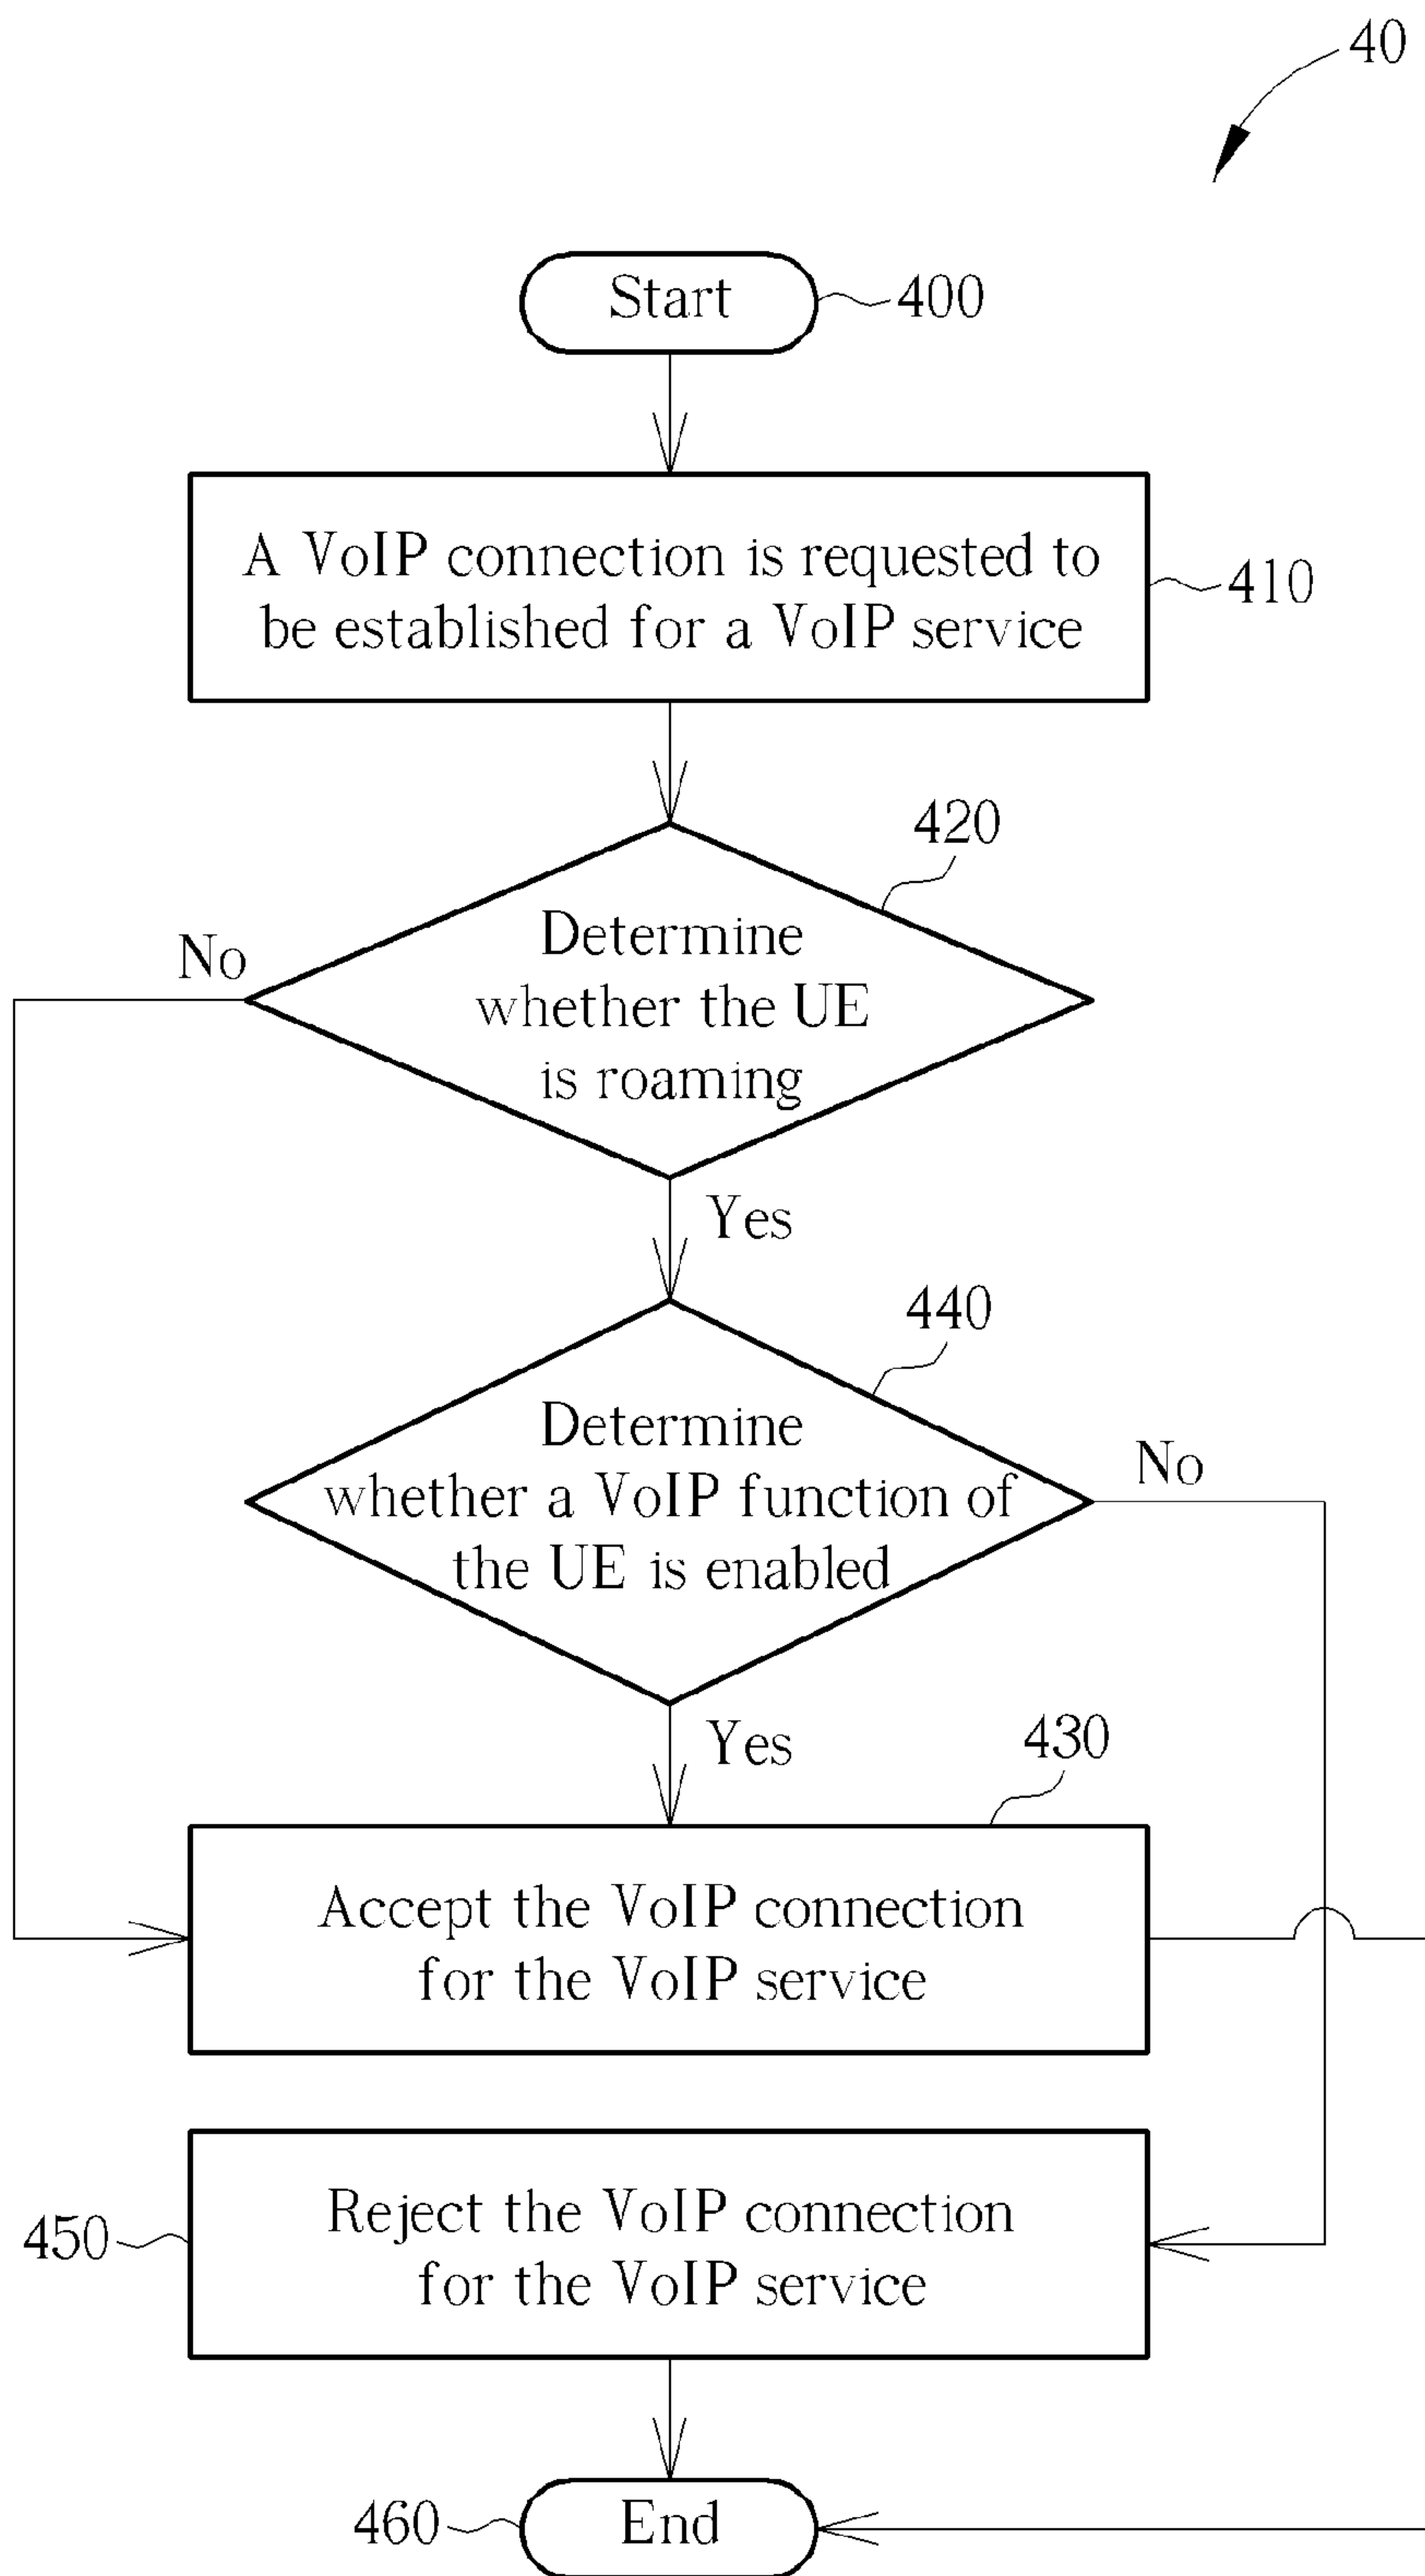 40
Start
400
A VoIP connection is requested to
be established for a VoIP service
410
420
No
Determine
whether the UE
is roaming
Yes
440
Determine
whether a VoIP function of
the UE is enabled
No
Yes
430
Accept the VoIP connection
for the VoIP service
Reject the VoIP connection
for the VoIP service
450
460
End